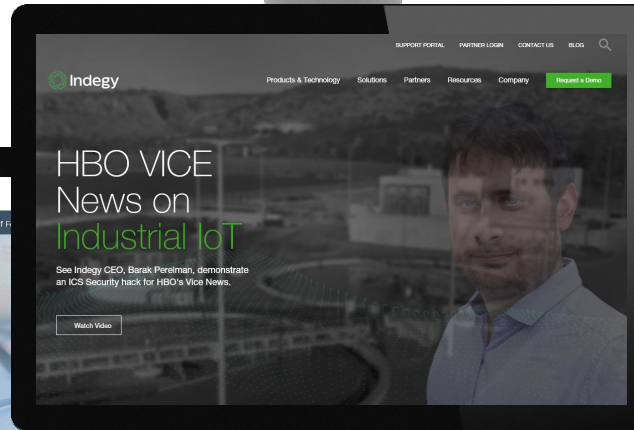 SUPPORT PORTAL PARTNER LOGIN CONTACT US BLOG
Indegy
Products & Technology Solutions Partners Resources Company Request a Demo
HBO VICE
News on
Industrial IoT
See Indegy CEO, Barak Perelman, demonstrate
an ICS Security hack for HBO's Vice News.
Watch Video